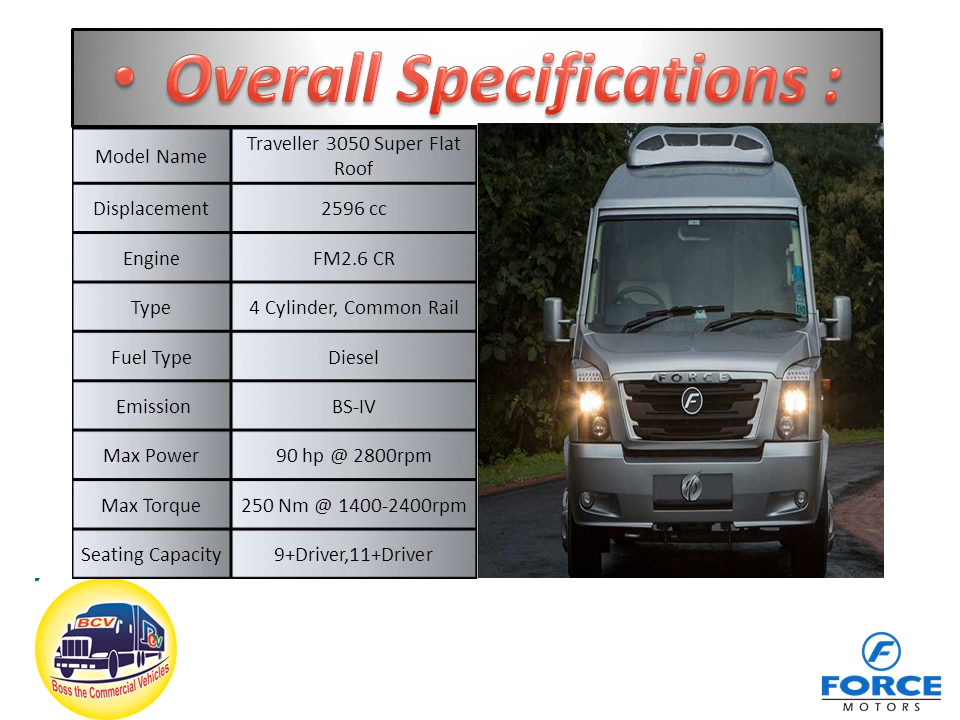 • Overall Specifications :
Model Name
Traveller 3050 Super Flat
Roof
Displacement
2596 cc
Engine
FM2.6 CR
Type
4 Cylinder, Common Rail
Fuel Type
Diesel
Emission
BS-IV
Max Power
90 hp @ 2800rpm
Max Torque
250 Nm @ 1400-2400rpm
Seating Capacity
9+Driver,11+Driver
FORCE
F
BCV
Boss the Commercial Vehicles
F
FORCE
MOTORS